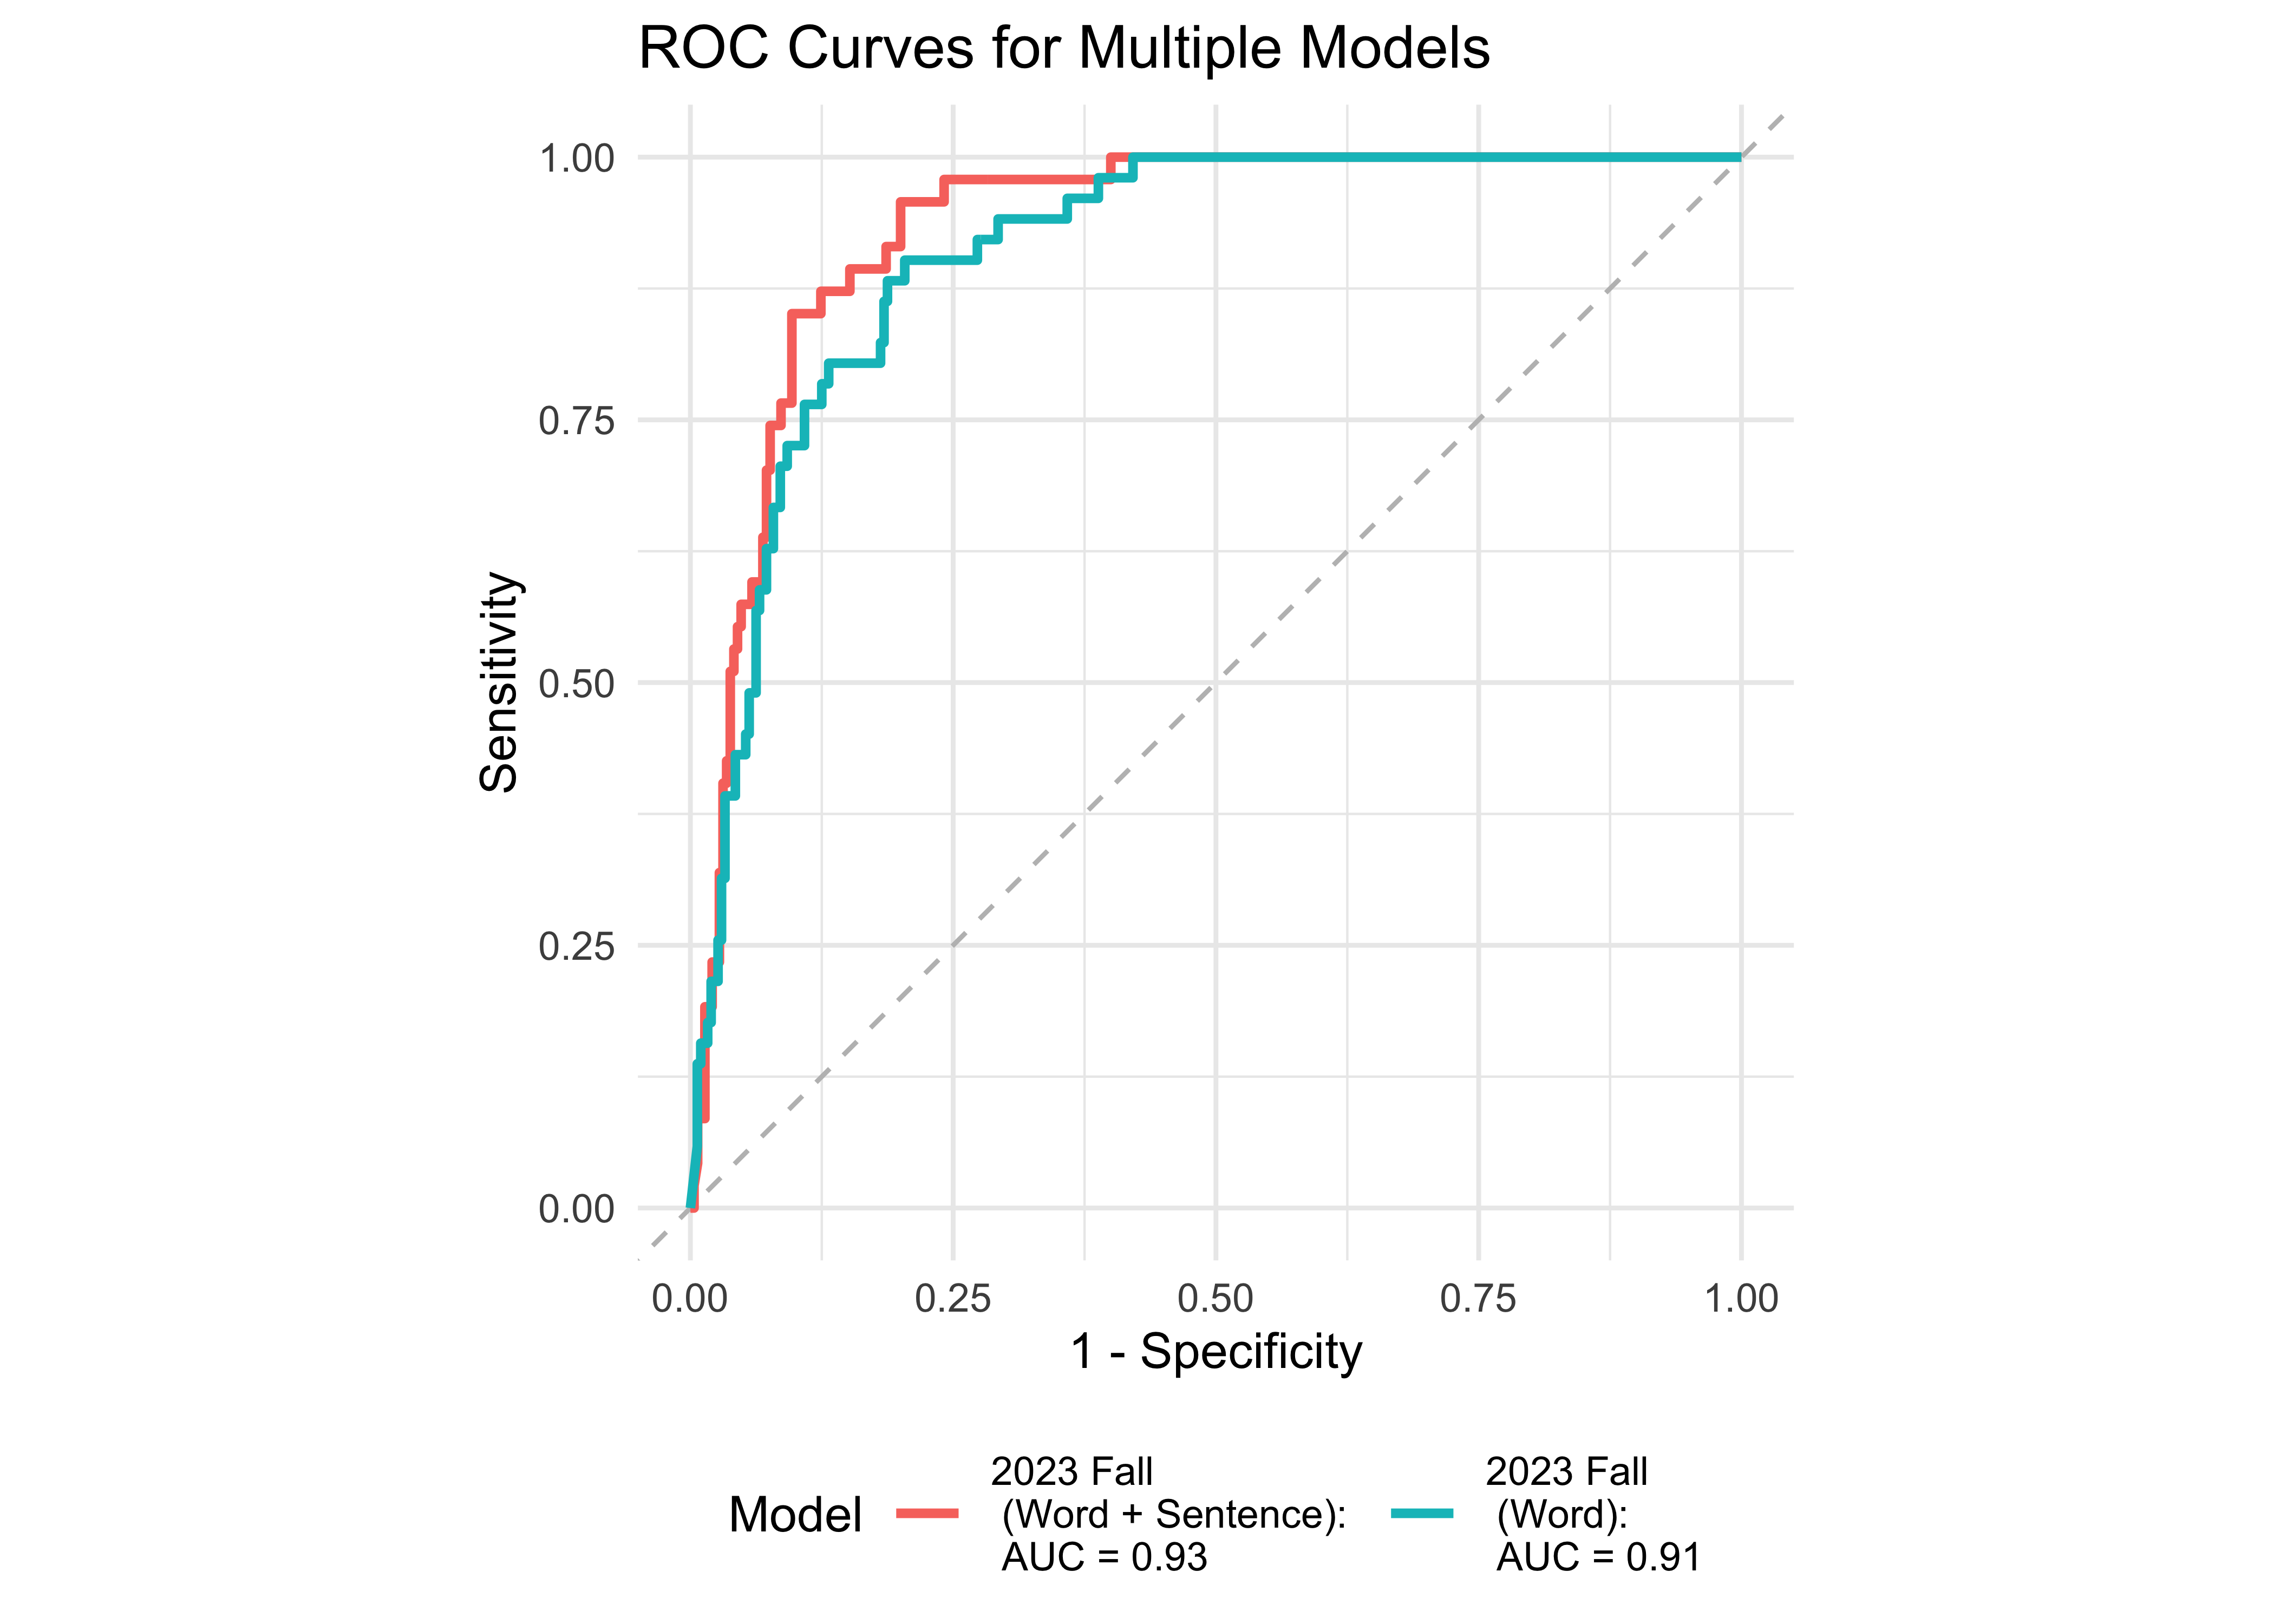 ROC Curves for Multiple Models
1.00
0.75
0.50
0.25
0.00
Sensitivity
0.00 0.25 0.50 0.75 1.00
1 - Specificity
Model
2023 Fall
(Word + Sentence):
AUC = 0.93
2023 Fall
(Word):
AUC = 0.91